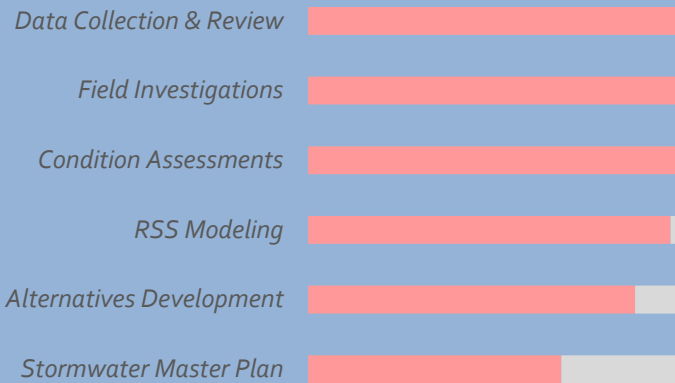 Data Collection & Review
Field Investigations
Condition Assessments
RSS Modeling
Alternatives Development
Stormwater Master Plan